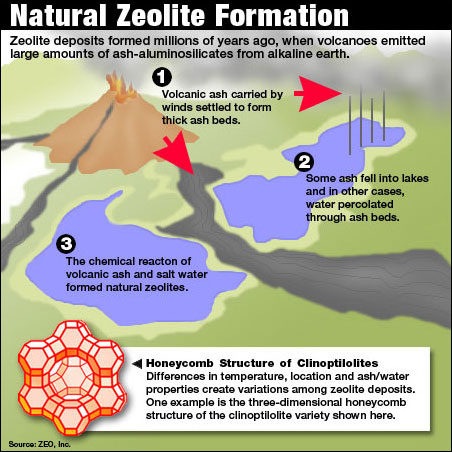 Natural Zeolite Formation
Zeolite deposits formed millions of years ago, when volcanoes emitted
large amounts of ash-aluminosilicates from alkaline earth.
1
Volcanic ash carried by
winds settled to form
thick ash beds.
2
Some ash fell into lakes
and in other cases,
water percolated
through ash beds.
3
The chemical reacton of
volcanic ash and salt water
formed natural zeolites.
Honeycomb Structure of Clinoptilolites
Differences in temperature, location and ash/water
properties create variations among zeolite deposits.
One example is the three-dimensional honeycomb
structure of the clinoptilolite variety shown here.
Source: ZEO, Inc.